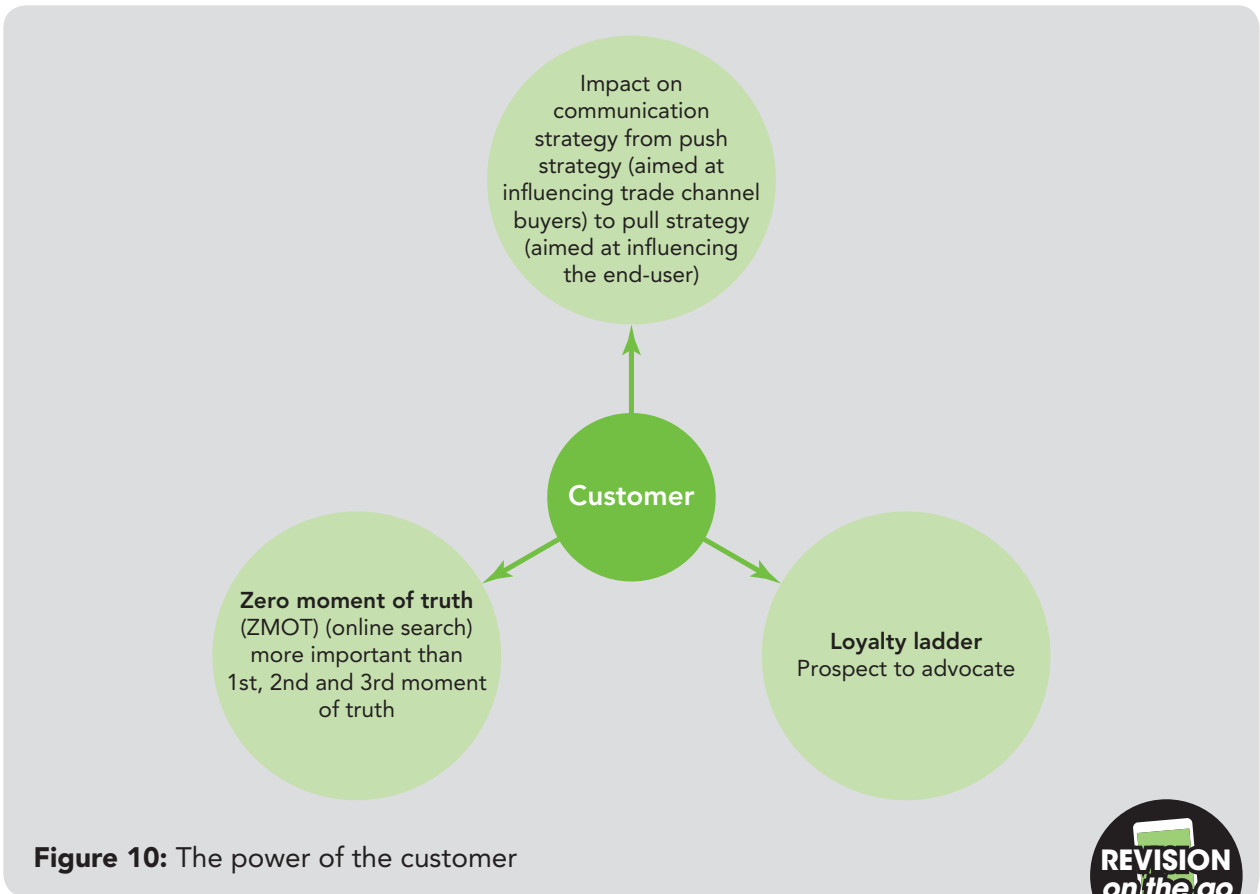 Impact on
communication
strategy from push
strategy (aimed at
influencing trade channel
buyers) to pull strategy
(aimed at influencing
the end-user)
Customer
Zero moment of truth
(ZMOT) (online search)
more important than
1st, 2nd and 3rd moment
of truth
Loyalty ladder
Prospect to advocate
Figure 10: The power of the customer
REVISION
on the go